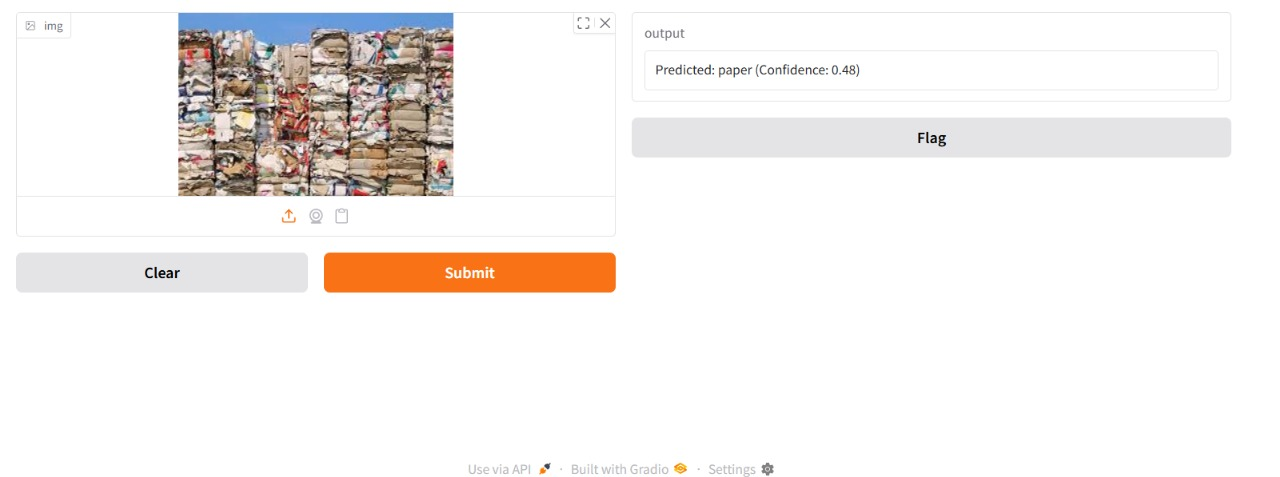 img
output
Predicted: paper (Confidence: 0.48)
Flag
Clear
Submit
Use via API · Built with Gradio · Settings